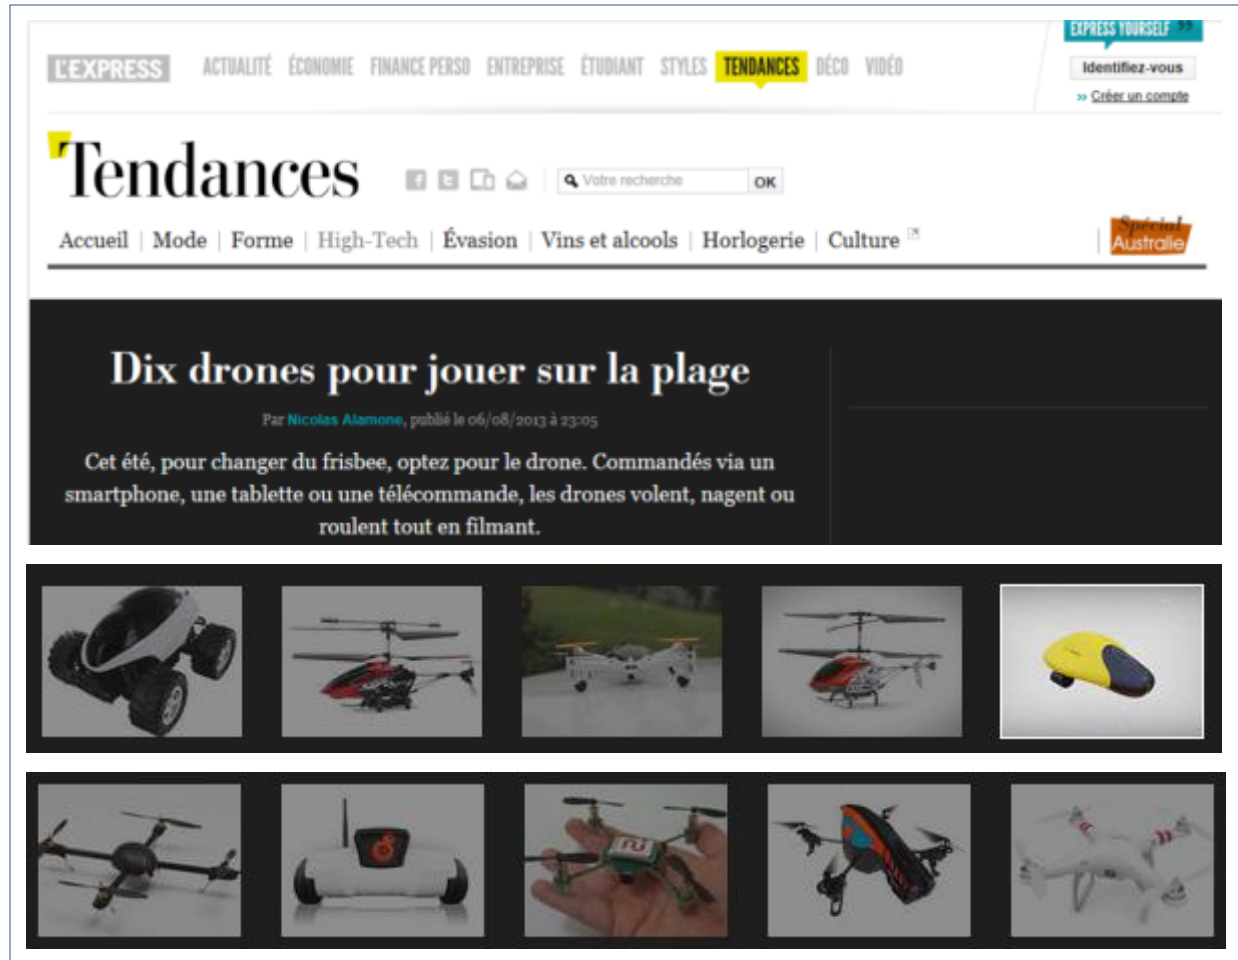 EXPRESS YOURSELF
L'EXPRESS ACTUALITÉ ÉCONOMIE FINANCE PERSO ENTREPRISE ÉTUDIANT STYLES TENDANCES DÉCO VIDÉO
Identifiez-vous
» Créer un compte
Tendances
Votre recherche OK
Accueil | Mode | Forme | High-Tech | Évasion | Vins et alcools | Horlogerie | Culture
Spécial
Australie
Dix drones pour jouer sur la plage
Par Nicolas Alamone, publié le 06/08/2013 à 23:05
Cet été, pour changer du frisbee, optez pour le drone. Commandés via un
smartphone, une tablette ou une télécommande, les drones volent, nagent ou
roulent tout en filmant.